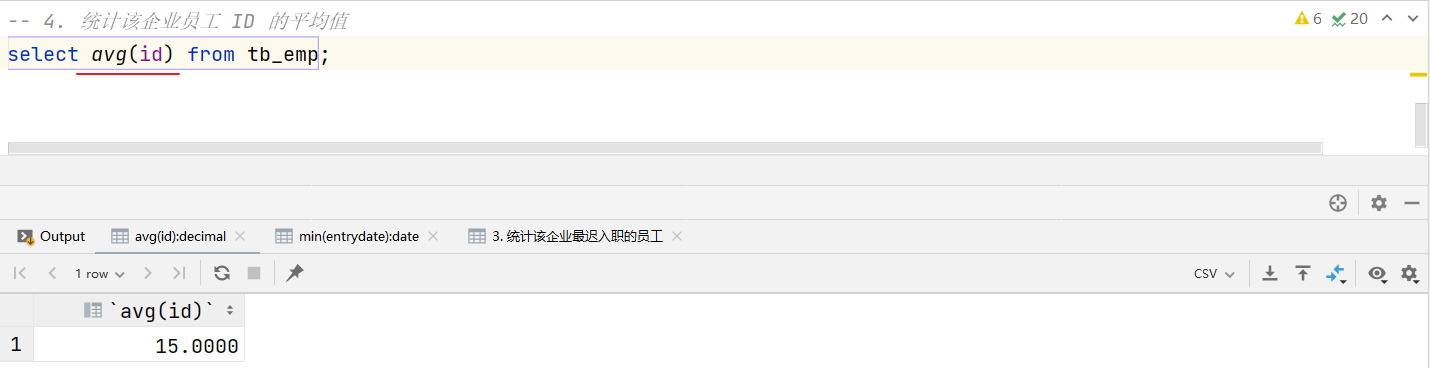 -- 4. 统计该企业员工 ID 的平均值
6 20
select avg(id) from tb_emp;
Output avg(id):decimal min(entrydate):date 3. 统计该企业最迟入职的员工
1 row CSV
`avg(id)`
1 15.0000